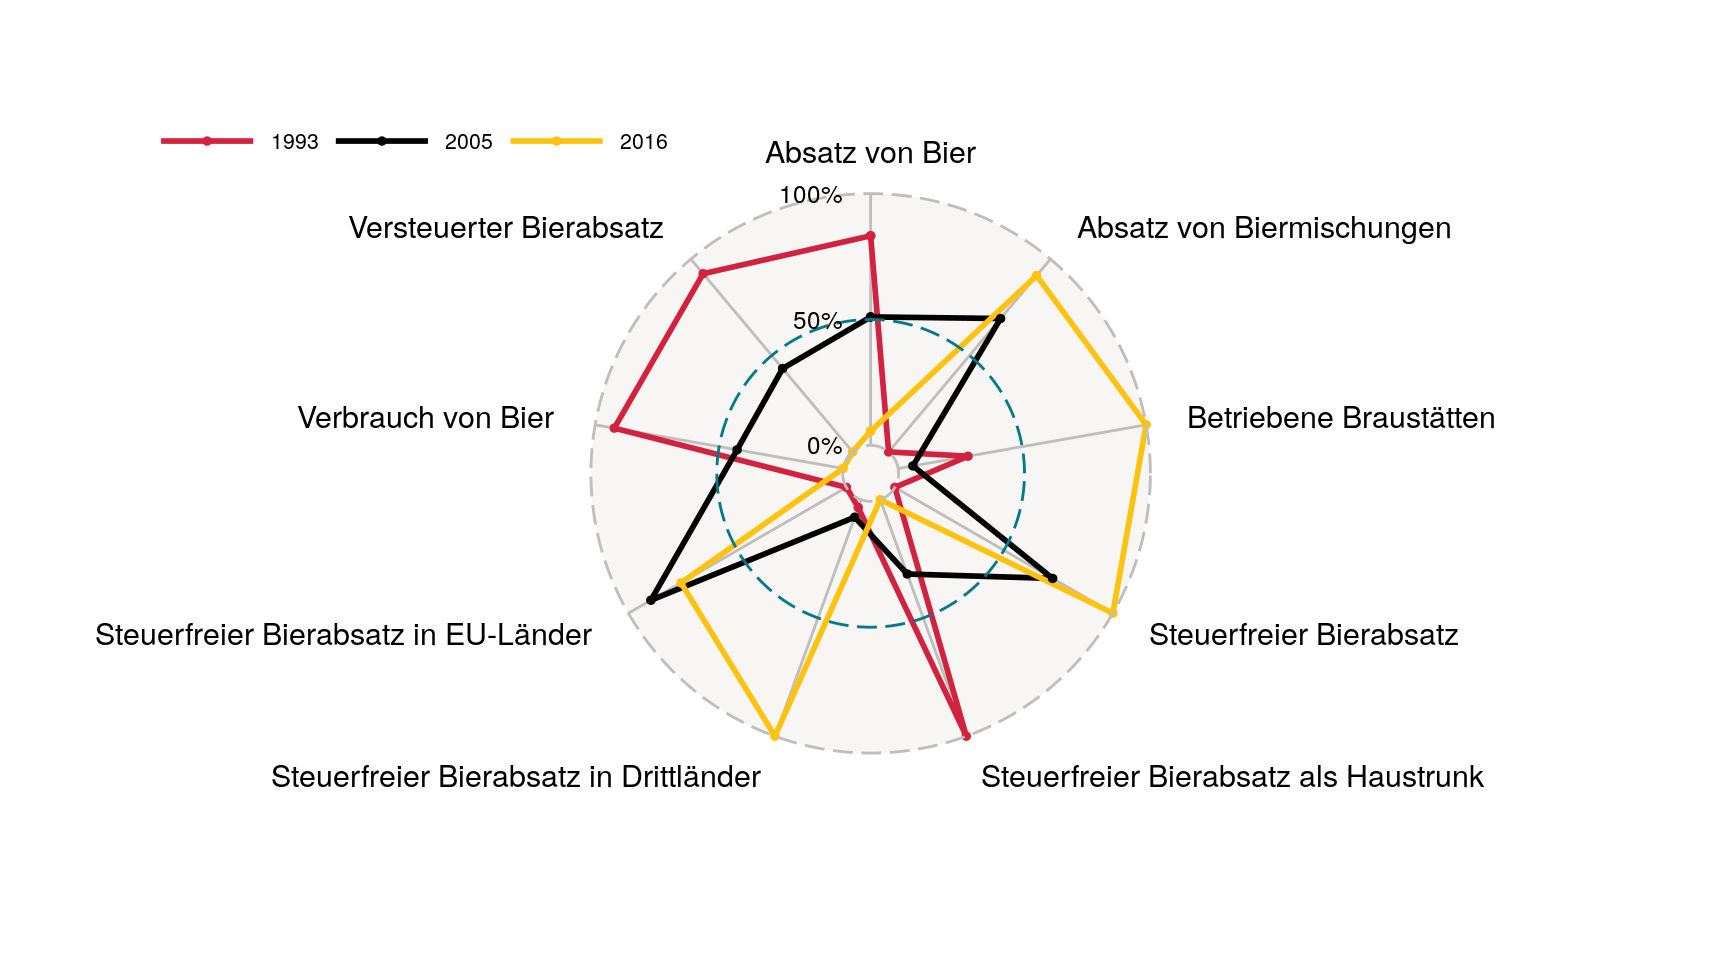 1993 2005 2016
Absatz von Bier
100%
Versteuerter Bierabsatz
Absatz von Biermischungen
50%
Verbrauch von Bier
Betriebene Braustätten
0%
Steuerfreier Bierabsatz in EU-Länder
Steuerfreier Bierabsatz
Steuerfreier Bierabsatz in Drittländer
Steuerfreier Bierabsatz als Haustrunk